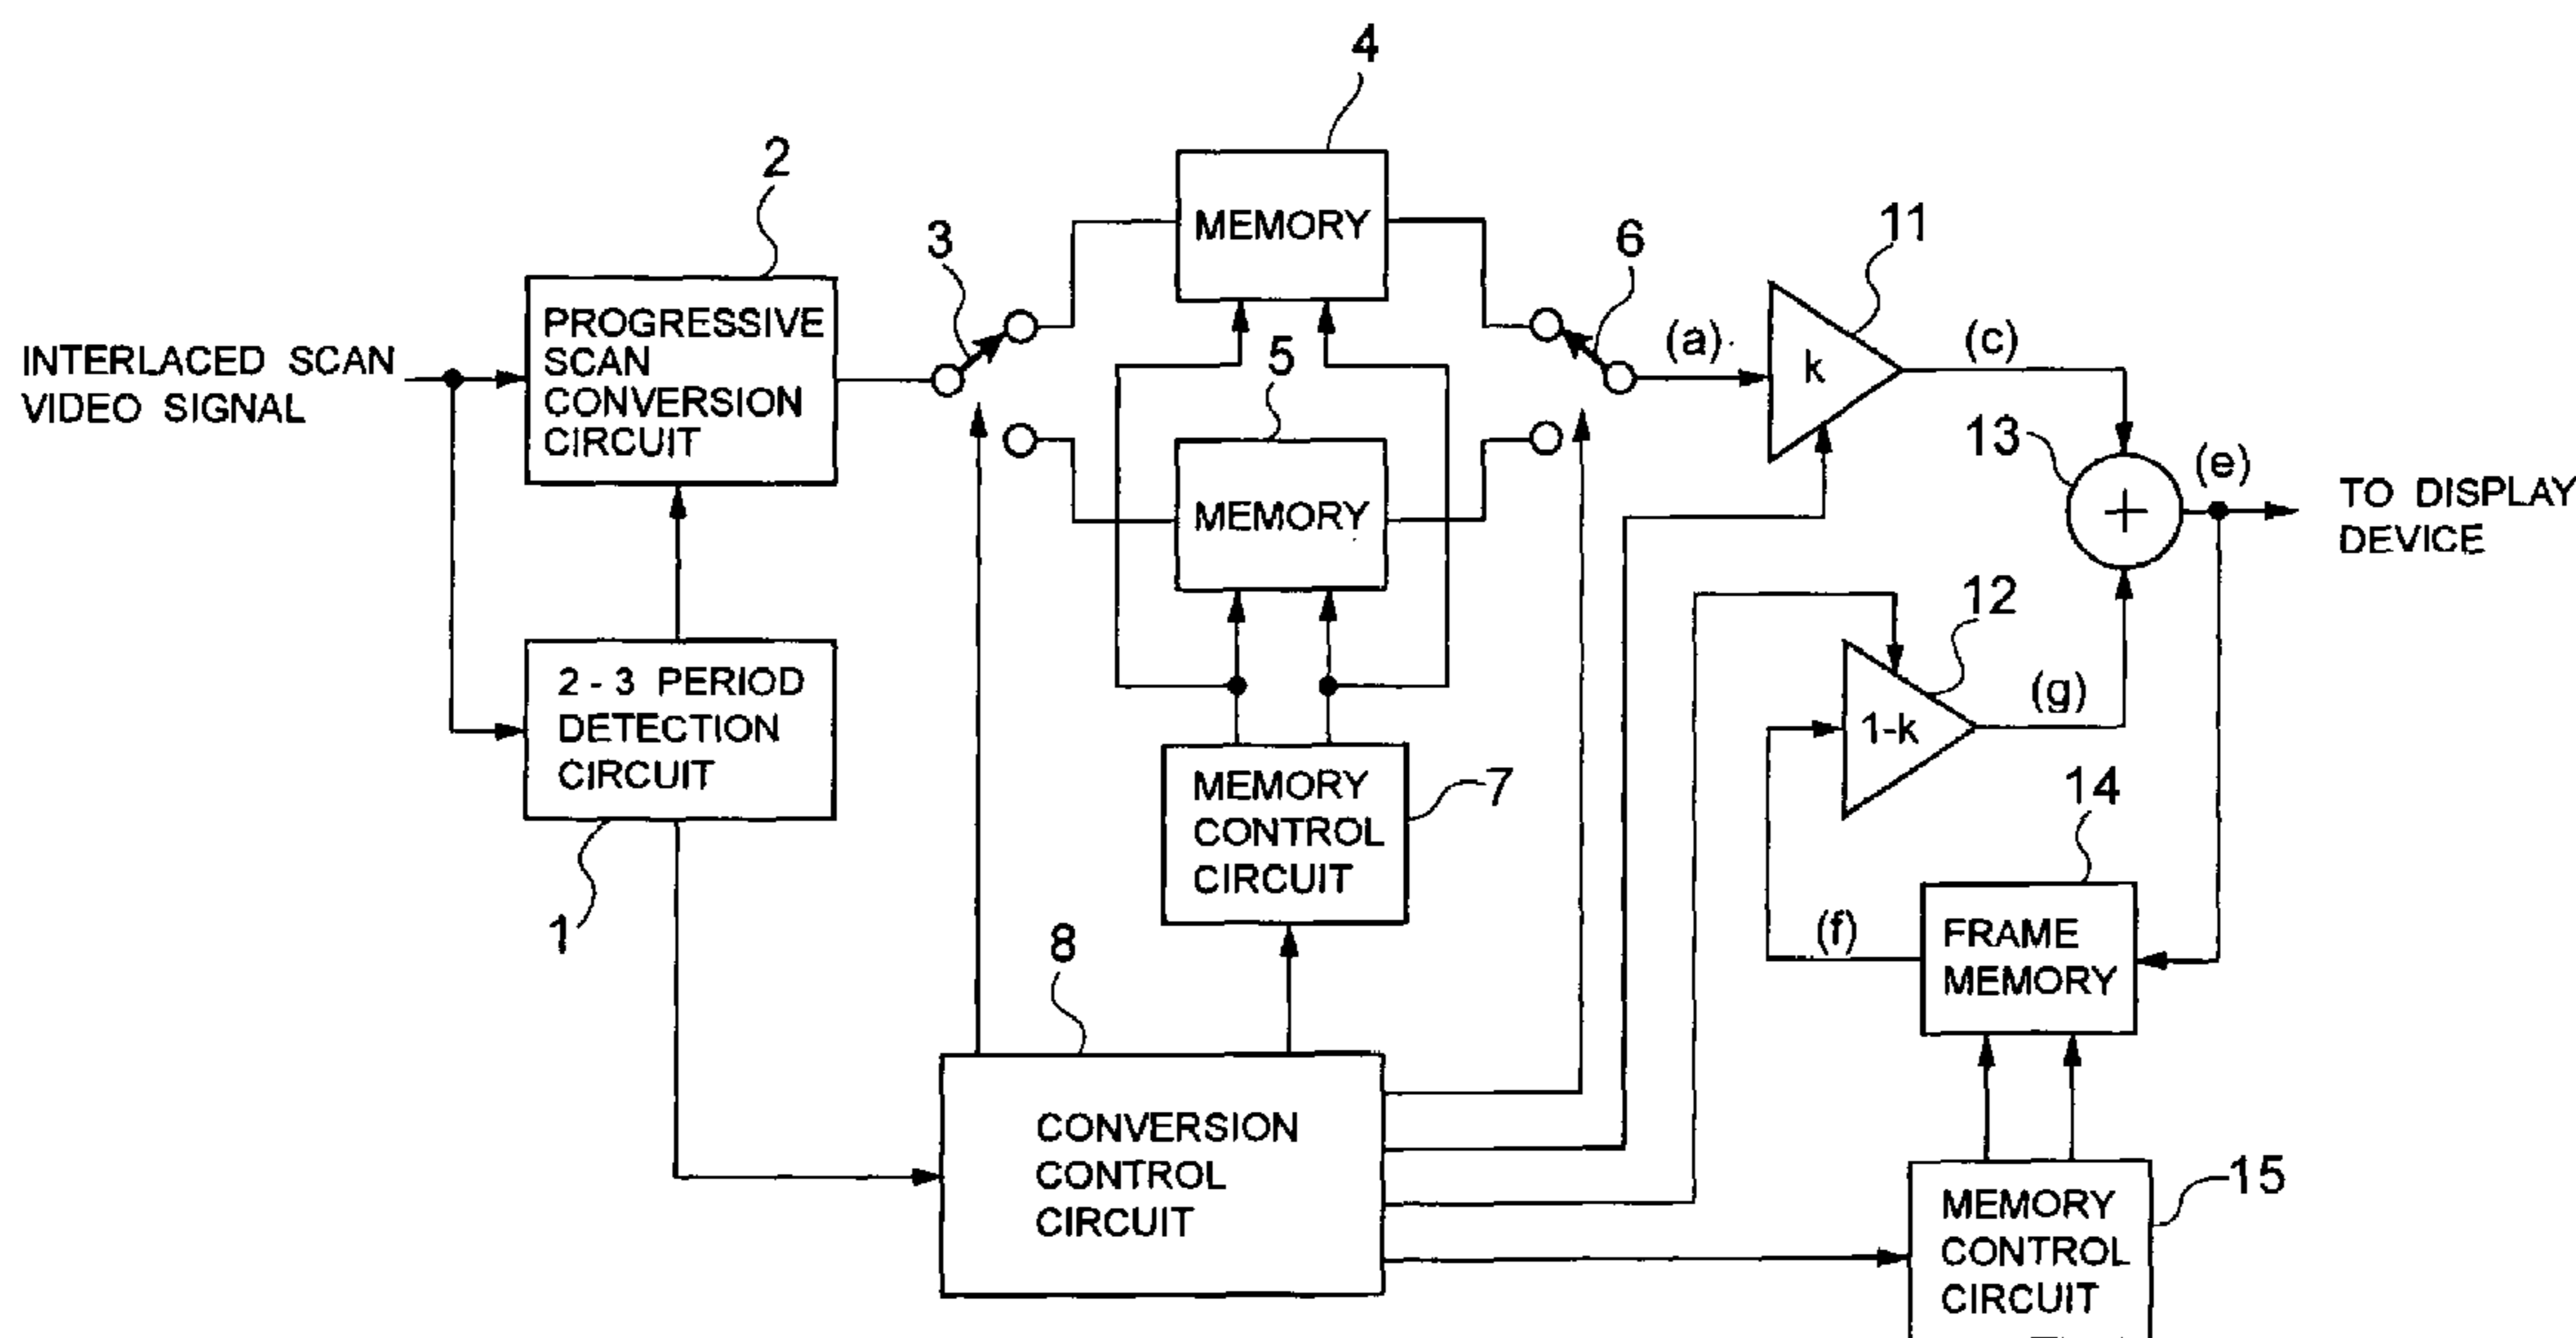 4
2
MEMORY
11
3
6
PROGRESSIVE
SCAN
CONVERSION
CIRCUIT
(a)
k
(c)
INTERLACED SCAN
VIDEO SIGNAL
5
13
(e)
TO DISPLAY
DEVICE
MEMORY
+
12
2 - 3 PERIOD
DETECTION
CIRCUIT
(g)
1-k
MEMORY
CONTROL
CIRCUIT
7
14
1
8
(f)
FRAME
MEMORY
CONVERSION
CONTROL
CIRCUIT
15
MEMORY
CONTROL
CIRCUIT